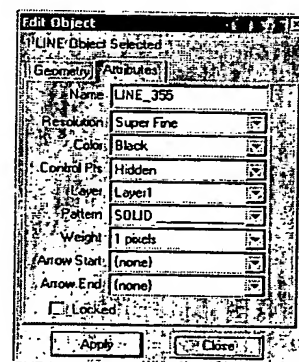 Edit Object
1 LINE Object Selected
Geometry Attributes
Name: LINE_355
Resolution: Super Fine
Color: Black
Control Pts: Hidden
Layer: Layer1
Pattern: SOLID
Weight: 1 pixels
Arrow Start: (none)
Arrow End: (none)
Locked
Apply Close